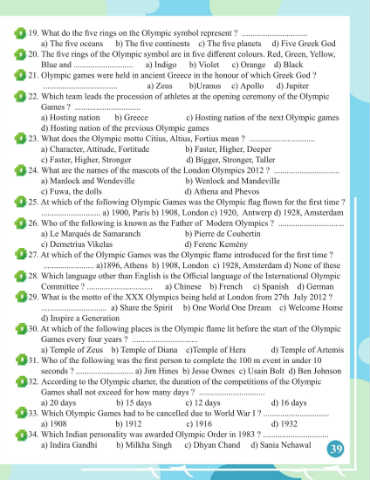 19. What do the five rings on the Olympic symbol represent ? ................................
a) The five oceans b) The five continents c) The five planets d) Five Greek God
20. The five rings of the Olympic symbol are in five different colours. Red, Green, Yellow,
Blue and ............................. a) Indigo b) Violet c) Orange d) Black
21. Olympic games were held in ancient Greece in the honour of which Greek God ?
.................................... a) Zeus b)Uranus c) Apollo d) Jupiter
22. Which team leads the procession of athletes at the opening ceremony of the Olympic
Games ? ................................
a) Hosting nation b) Greece c) Hosting nation of the next Olympic games
d) Hosting nation of the previous Olympic games
23. What does the Olympic motto Citius, Altius, Fortius mean ? ................................
a) Character, Attitude, Fortitude b) Faster, Higher, Deeper
c) Faster, Higher, Stronger d) Bigger, Stronger, Taller
24. What are the names of the mascots of the London Olympics 2012 ? ................................
a) Manlock and Wendeville b) Wenlock and Mandeville
c) Fuwa, the dolls d) Athena and Phevos
25. At which of the following Olympic Games was the Olympic flag flown for the first time ?
............................. a) 1900, Paris b) 1908, London c) 1920, Antwerp d) 1928, Amsterdam
26. Who of the following is known as the Father of Modern Olympics ? ................................
a) Le Marqués de Samaranch b) Pierre de Coubertin
c) Demetrius Vikelas d) Ferenc Kemény
27. At which of the Olympic Games was the Olympic flame introduced for the first time ?
......................... a)1896, Athens b) 1908, London c) 1928, Amsterdam d) None of these
28. Which language other than English is the Official language of the International Olympic
Committee ? ................................ a) Chinese b) French c) Spanish d) German
29. What is the motto of the XXX Olympics being held at London from 27th July 2012 ?
................................ a) Share the Spirit b) One World One Dream c) Welcome Home
d) Inspire a Generation
30. At which of the following places is the Olympic flame lit before the start of the Olympic
Games every four years ? ................................
a) Temple of Zeus b) Temple of Diana c)Temple of Hera d) Temple of Artemis
31. Who of the following was the first person to complete the 100 m event in under 10
seconds ? ............................ a) Jim Hines b) Jesse Ownes c) Usain Bolt d) Ben Johnson
32. According to the Olympic charter, the duration of the competitions of the Olympic
Games shall not exceed for how many days ? ................................
a) 20 days b) 15 days c) 12 days d) 16 days
33. Which Olympic Games had to be cancelled due to World War I ? ................................
a) 1908 b) 1912 c) 1916 d) 1932
34. Which Indian personality was awarded Olympic Order in 1983 ? ................................
a) Indira Gandhi b) Milkha Singh c) Dhyan Chand d) Sania Nehawal
39